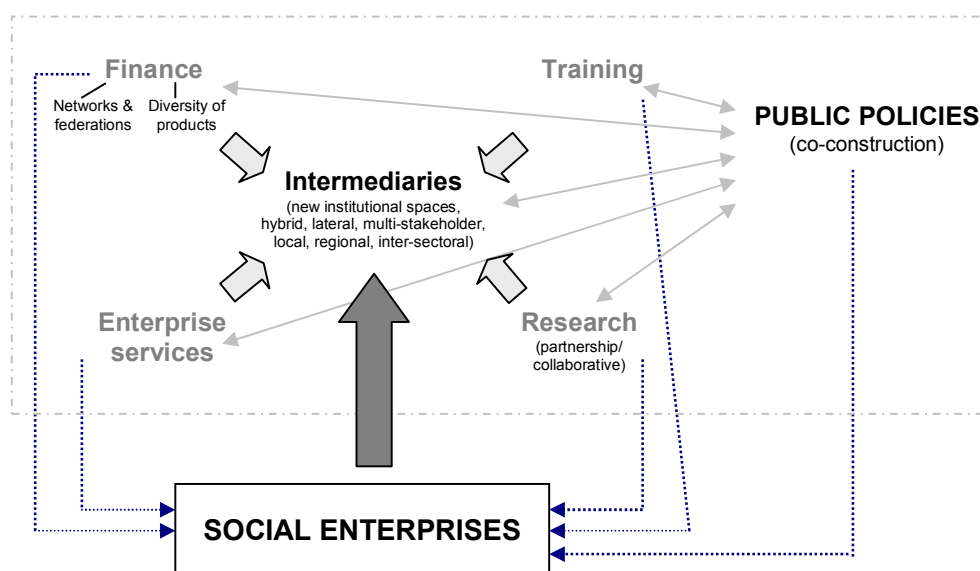 Finance
Networks &
federations
Diversity of
products
Training
PUBLIC POLICIES
(co-construction)
Intermediaries
(new institutional spaces,
hybrid, lateral, multi-stakeholder,
local, regional, inter-sectoral)
Enterprise
services
Research
(partnership/
collaborative)
SOCIAL ENTERPRISES